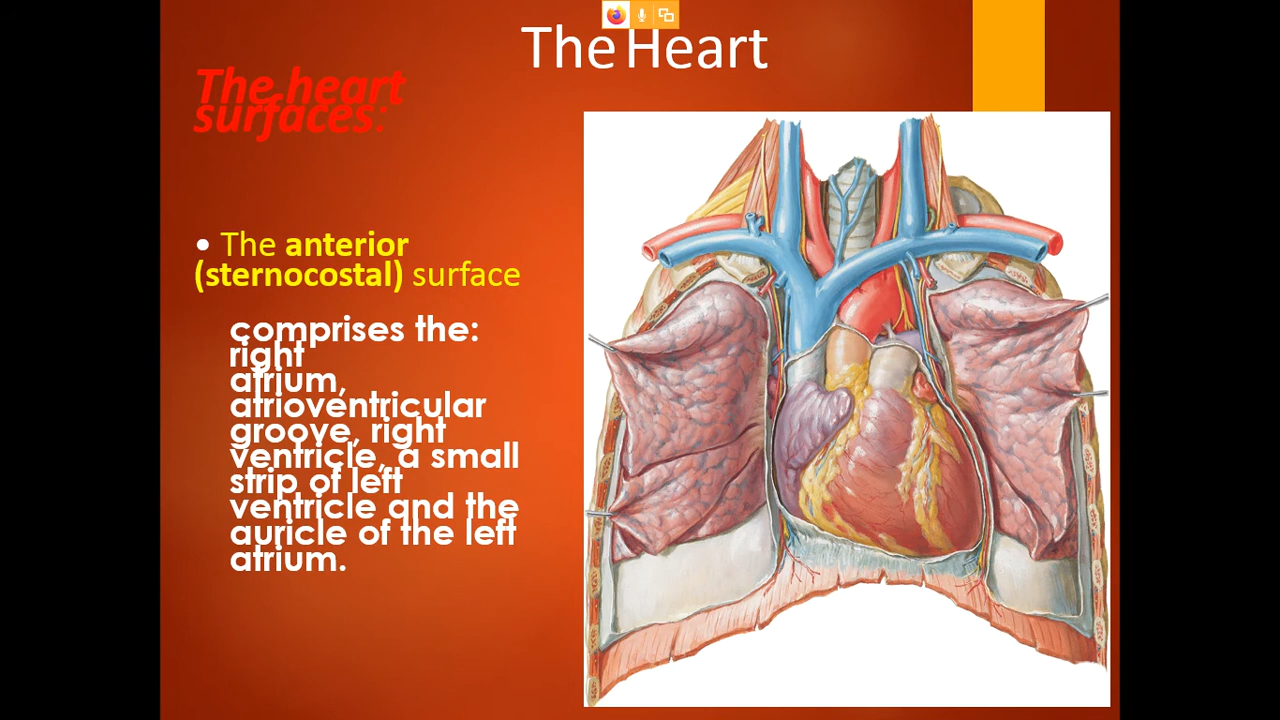 The Heart
The heart
surfaces:
• The anterior
(sternocostal) surface
comprises the:
right
atrium,
atrioventricular
groove, right
ventricle, a small
strip of left
ventricle and the
auricle of the left
atrium.